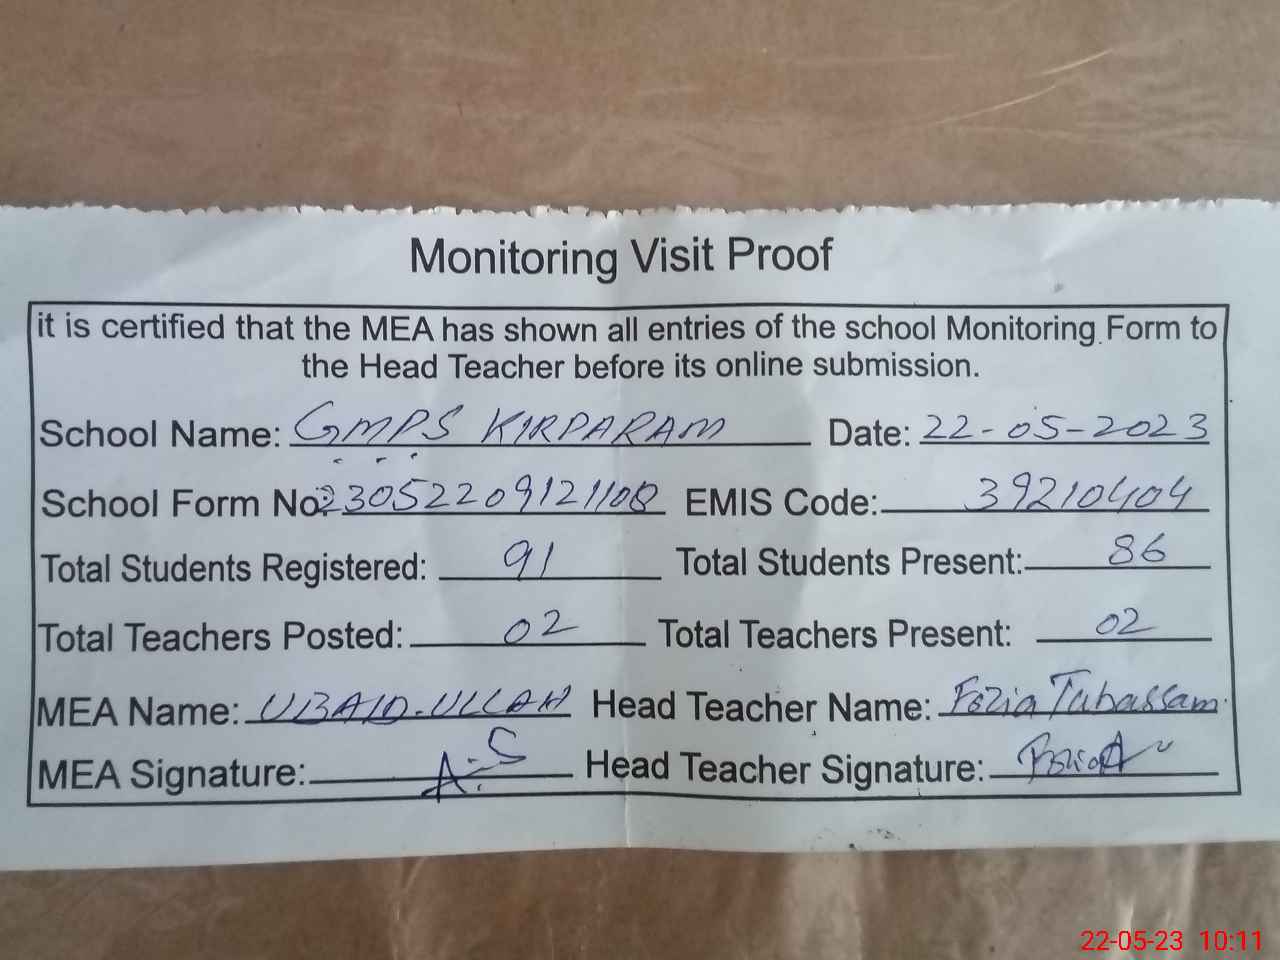 Monitoring Visit Proof
it is certified that the MEA has shown all entries of the school Monitoring Form to
the Head Teacher before its online submission.
School Name: GMPS KIRPARAM Date: 22-05-2023
School Form No: 23052209121108 EMIS Code: 39210404
Total Students Registered: 91 Total Students Present: 86
Total Teachers Posted: 02 Total Teachers Present: 02
MEA Name: UBAID-ULLAH Head Teacher Name: Fozia Tubassam
MEA Signature: A.S Head Teacher Signature: Fozia
22-05-23 10:11